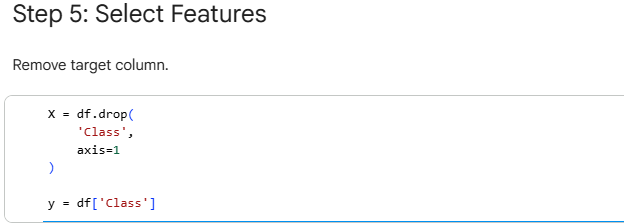 Step 5: Select Features
Remove target column.
X = df.drop(
    'Class',
    axis=1
)
y = df['Class']